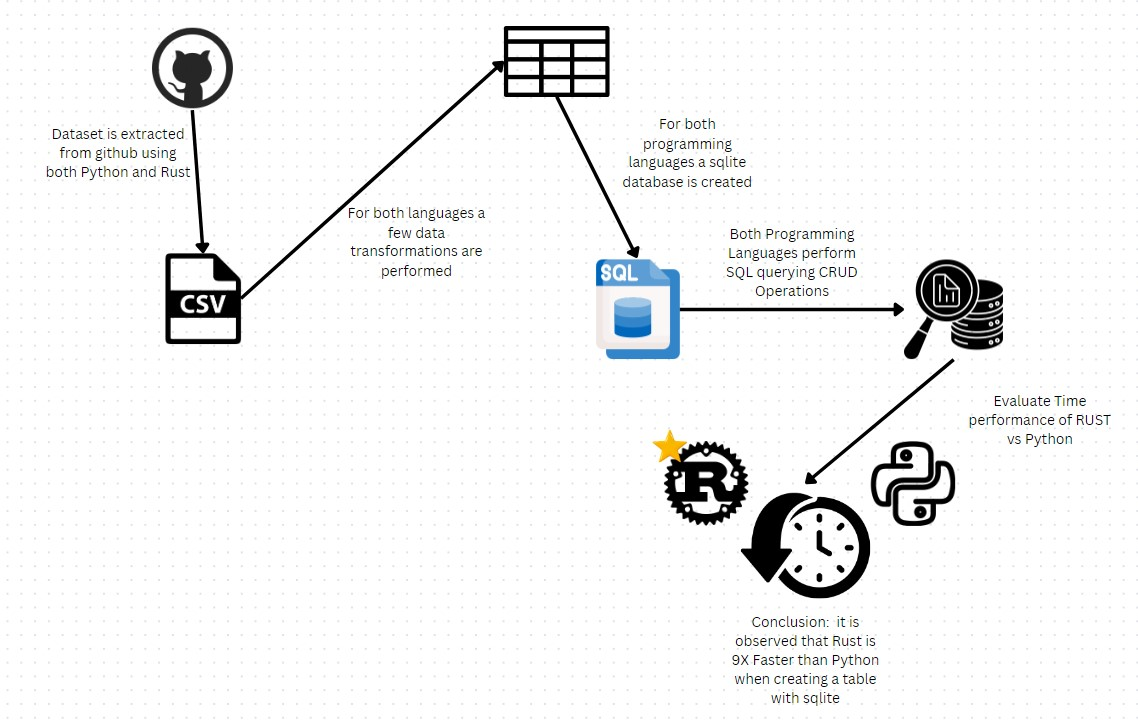 Dataset is extracted
from github using
both Python and Rust
CSV
For both languages a
few data
transformations are
performed
For both
programming
languages a sqlite
database is created
SQL
Both Programming
Languages perform
SQL querying CRUD
Operations
Evaluate Time
performance of RUST
vs Python
R
Conclusion: it is
observed that Rust is
9X Faster than Python
when creating a table
with sqlite